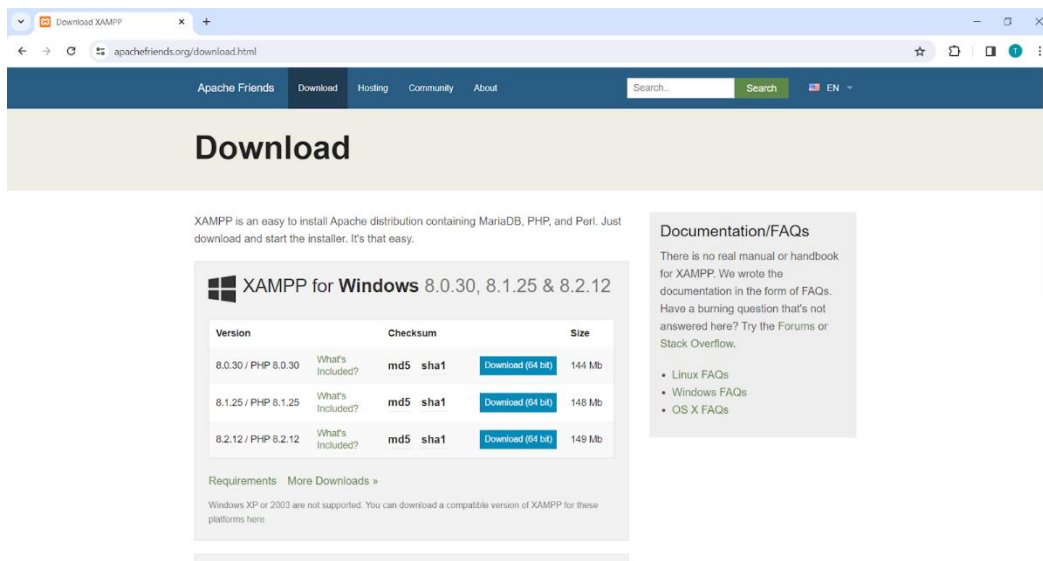 Download XAMPP
apachefriends.org/download.html
T
Apache Friends Download Hosting Community About Search... Search EN
Download
XAMPP is an easy to install Apache distribution containing MariaDB, PHP, and Perl. Just
download and start the installer. It's that easy.
XAMPP for Windows 8.0.30, 8.1.25 & 8.2.12
Version Checksum Size
8.0.30 / PHP 8.0.30 What's Included? md5 sha1 Download (64 bit) 144 Mb
8.1.25 / PHP 8.1.25 What's Included? md5 sha1 Download (64 bit) 148 Mb
8.2.12 / PHP 8.2.12 What's Included? md5 sha1 Download (64 bit) 149 Mb
Requirements More Downloads »
Windows XP or 2003 are not supported. You can download a compatible version of XAMPP for these
platforms here.
Documentation/FAQs
There is no real manual or handbook
for XAMPP. We wrote the
documentation in the form of FAQs.
Have a burning question that's not
answered here? Try the Forums or
Stack Overflow.
• Linux FAQs
• Windows FAQs
• OS X FAQs